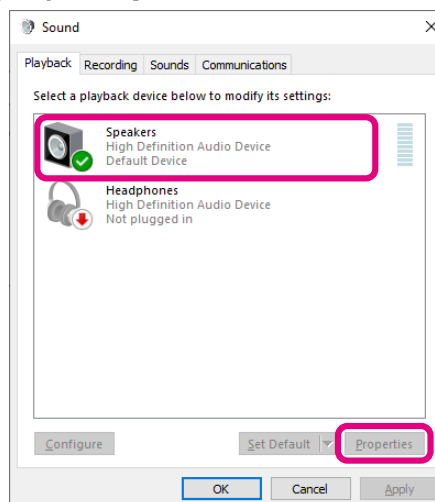 Sound
Playback Recording Sounds Communications
Select a playback device below to modify its settings:
Speakers
High Definition Audio Device
Default Device
Headphones
High Definition Audio Device
Not plugged in
Configure Set Default Properties
OK Cancel Apply